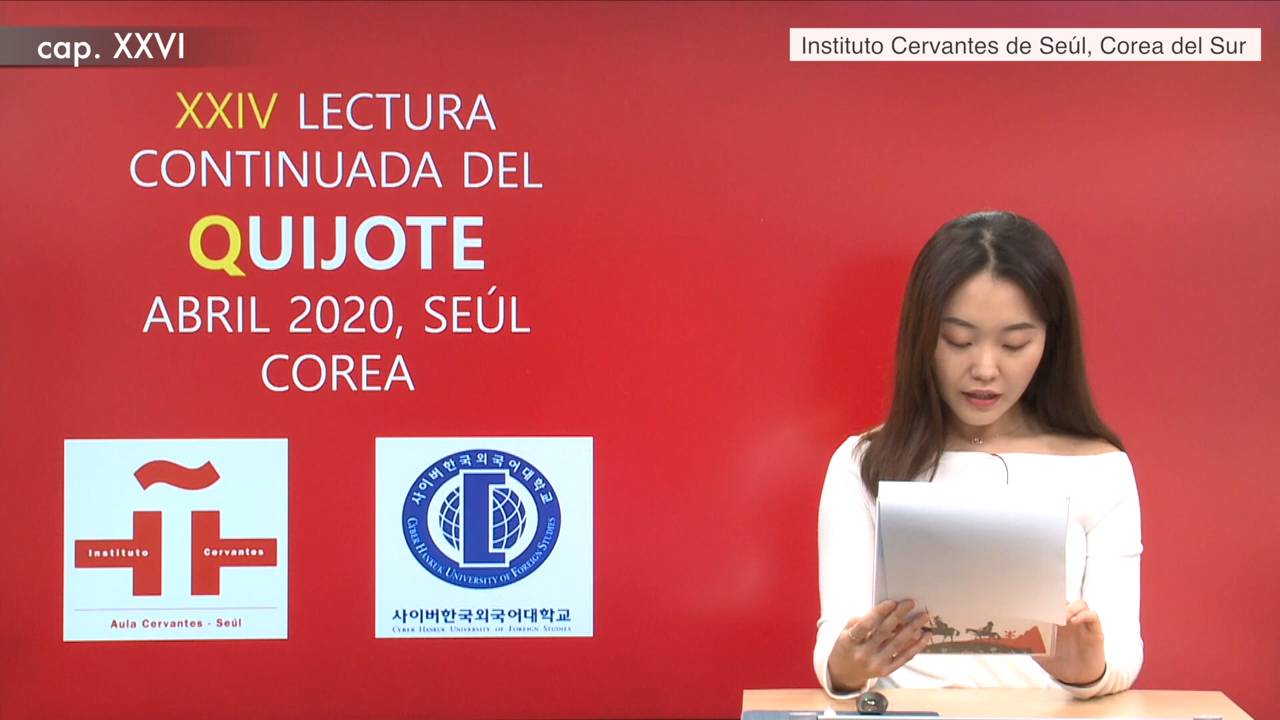 cap. XXVI
Instituto Cervantes de Seúl, Corea del Sur
XXIV LECTURA
CONTINUADA DEL
QUIJOTE
ABRIL 2020, SEÚL
COREA
Instituto Cervantes
Aula Cervantes - Seúl
사이버한국외국어대학교
CYBER HANKUK UNIVERSITY OF FOREIGN STUDIES
사이버한국외국어대학교
CYBER HANKUK UNIVERSITY OF FOREIGN STUDIES